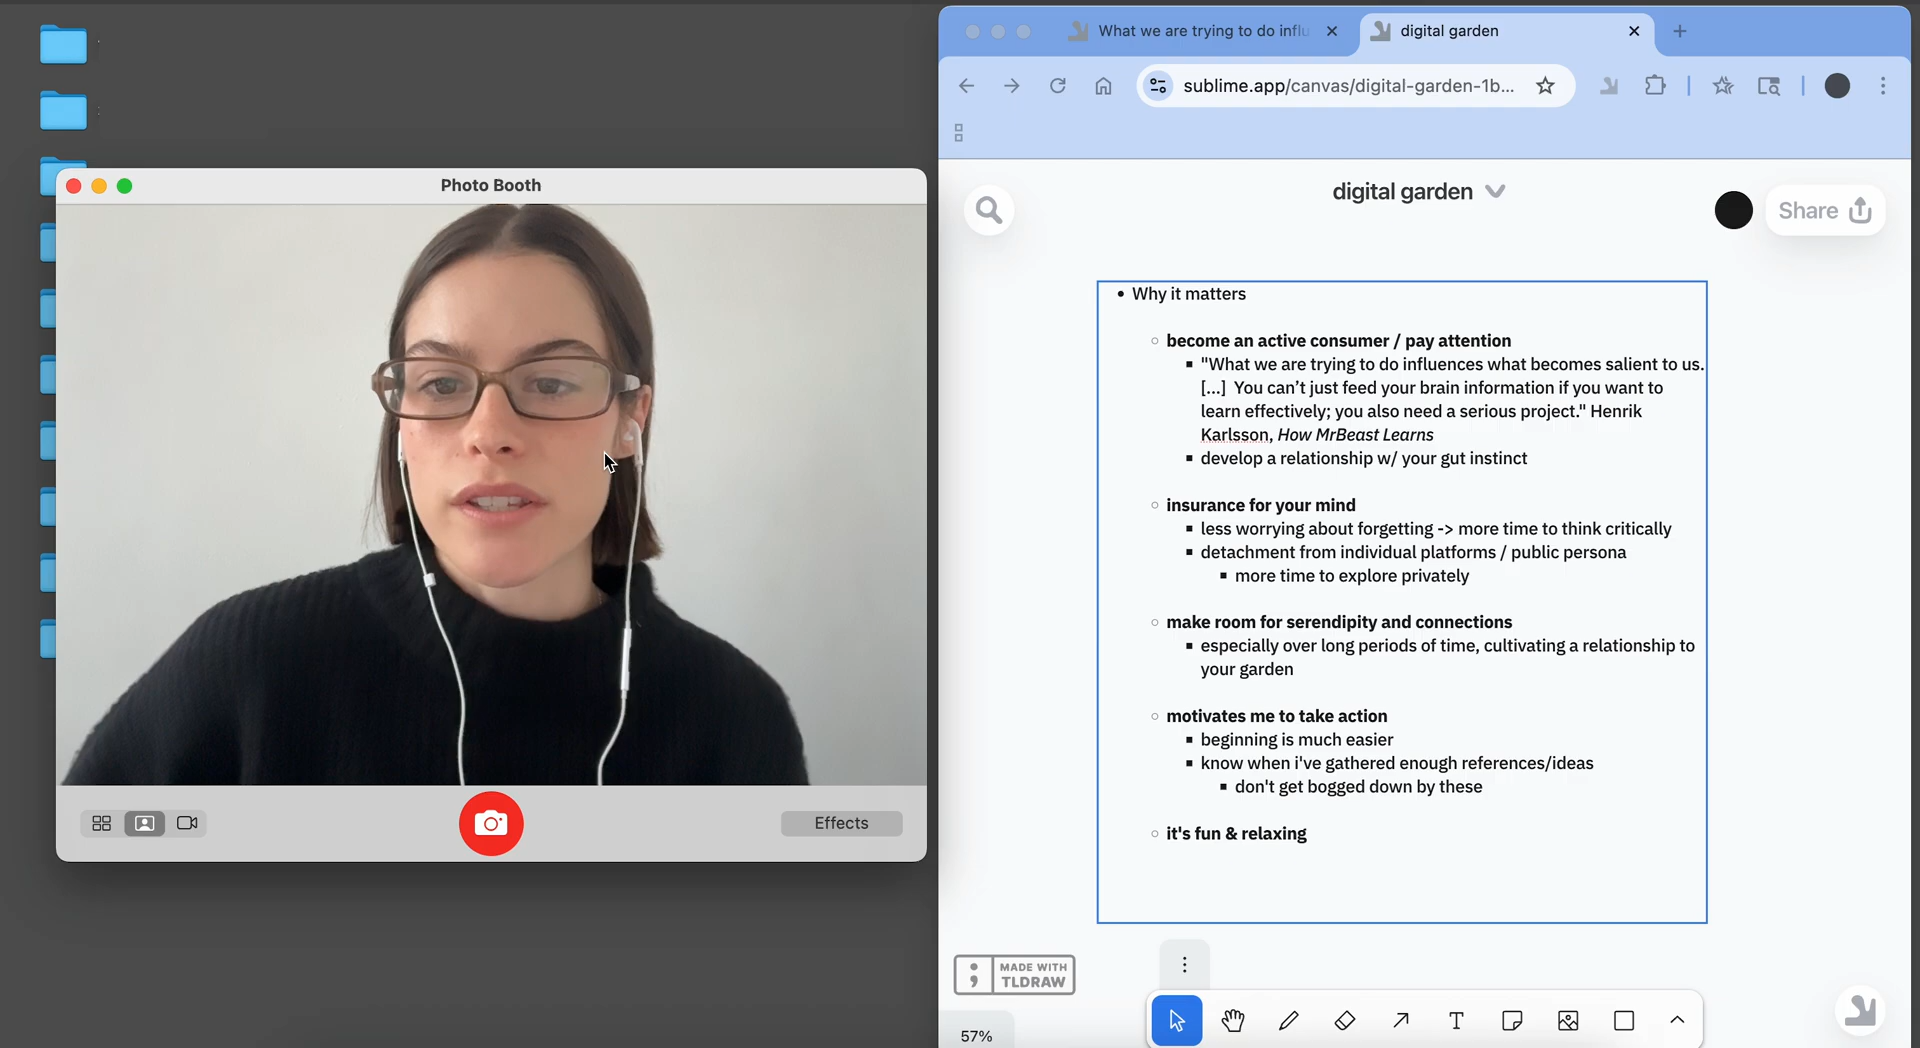 What we are trying to do influ
digital garden
sublime.app/canvas/digital-garden-1b...
Photo Booth
digital garden
Share
• Why it matters
◦ become an active consumer / pay attention
▪ "What we are trying to do influences what becomes salient to us.
[...] You can’t just feed your brain information if you want to
learn effectively; you also need a serious project." Henrik
Karlsson, How MrBeast Learns
▪ develop a relationship w/ your gut instinct
◦ insurance for your mind
▪ less worrying about forgetting -> more time to think critically
▪ detachment from individual platforms / public persona
▪ more time to explore privately
◦ make room for serendipity and connections
▪ especially over long periods of time, cultivating a relationship to
your garden
◦ motivates me to take action
▪ beginning is much easier
▪ know when i've gathered enough references/ideas
▪ don't get bogged down by these
◦ it's fun & relaxing
Effects
MADE WITH
TLDRAW
T
57%